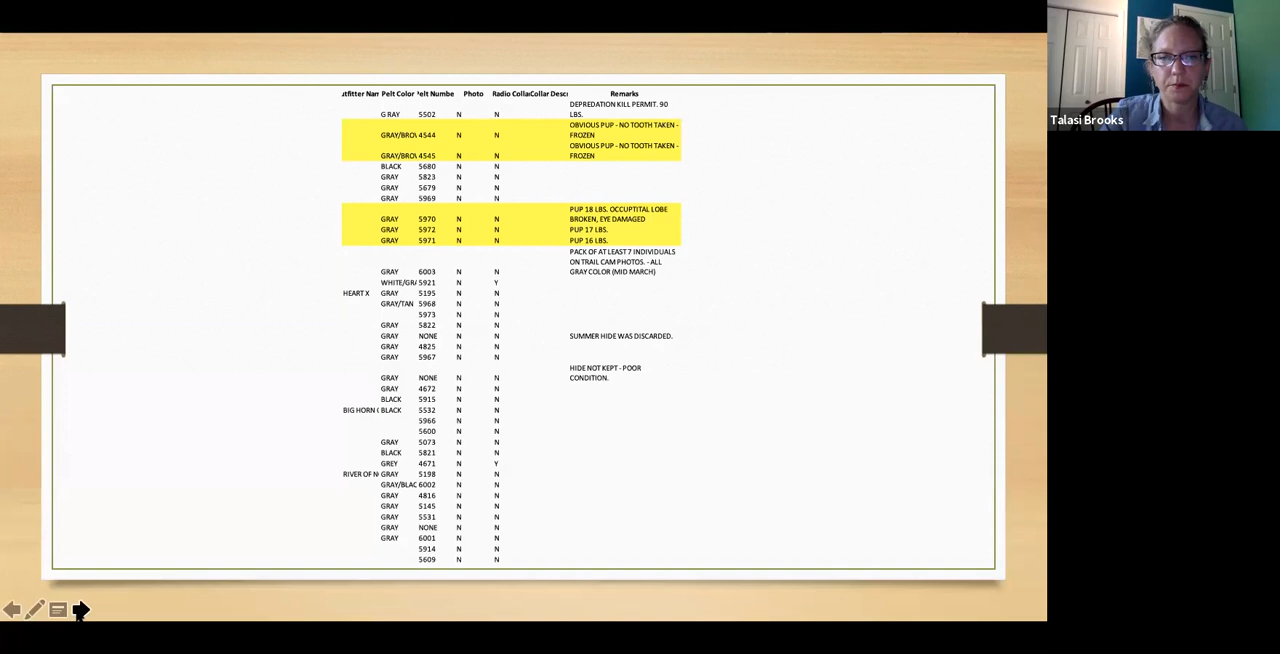 utfitter Nam Pelt Color Pelt Numbe Photo Radio Collar Collar Descr Remarks
DEPREDATION KILL PERMIT. 90
GRAY 5502 N N LBS.
OBVIOUS PUP - NO TOOTH TAKEN -
GRAY/BROV 4544 N N FROZEN
OBVIOUS PUP - NO TOOTH TAKEN -
GRAY/BROV 4545 N N FROZEN
BLACK 5680 N N
GRAY 5823 N N
GRAY 5679 N N
GRAY 5969 N N
PUP 18 LBS. OCCUPTITAL LOBE
GRAY 5970 N N BROKEN, EYE DAMAGED
GRAY 5972 N N PUP 17 LBS.
GRAY 5971 N N PUP 16 LBS.
PACK OF AT LEAST 7 INDIVIDUALS
ON TRAIL CAM PHOTOS. - ALL
GRAY 6003 N N GRAY COLOR (MID MARCH)
WHITE/GRA 5921 N Y
HEART X GRAY 5195 N N
GRAY/TAN 5968 N N
5973 N N
GRAY 5822 N N
GRAY NONE N N SUMMER HIDE WAS DISCARDED.
GRAY 4825 N N
GRAY 5967 N N
HIDE NOT KEPT - POOR
GRAY NONE N N CONDITION.
GRAY 4672 N N
BLACK 5915 N N
BIG HORN ( BLACK 5532 N N
5966 N N
5600 N N
GRAY 5073 N N
BLACK 5821 N N
GREY 4671 N Y
RIVER OF N GRAY 5198 N N
GRAY/BLAC 6002 N N
GRAY 4816 N N
GRAY 5145 N N
GRAY 5531 N N
GRAY NONE N N
GRAY 6001 N N
5914 N N
5609 N N
Talasi Brooks